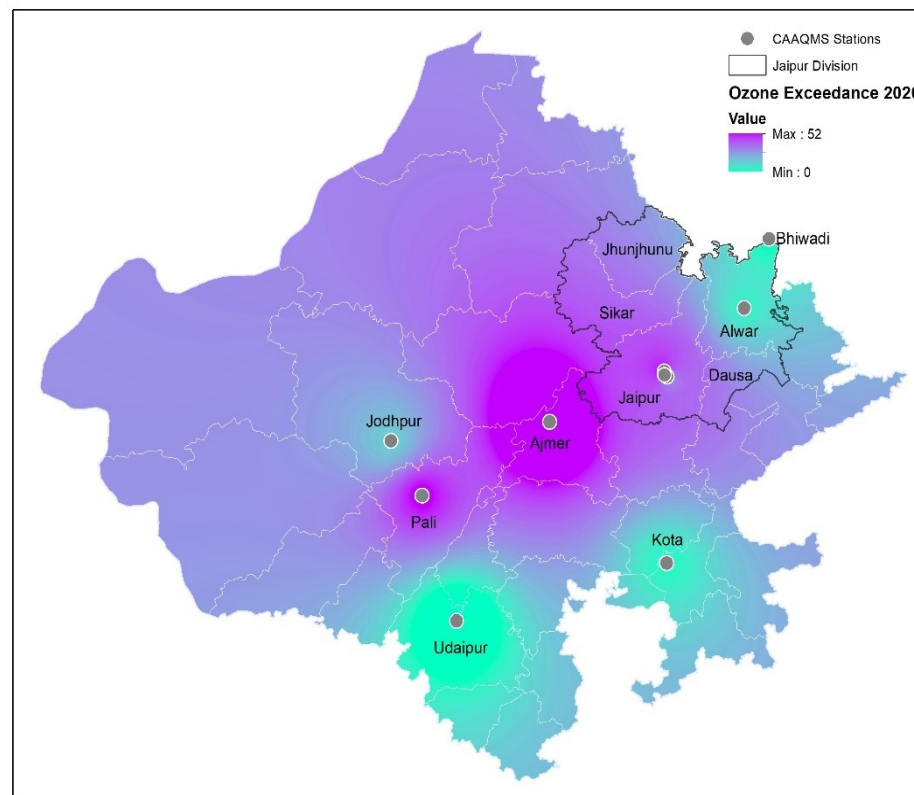 CAAQMS Stations
Jaipur Division
Ozone Exceedance 2020
Value
Max : 52
Min : 0
Bhiwadi
Jhunjhunu
Sikar
Alwar
Dausa
Jaipur
Jodhpur
Ajmer
Pali
Kota
Udaipur